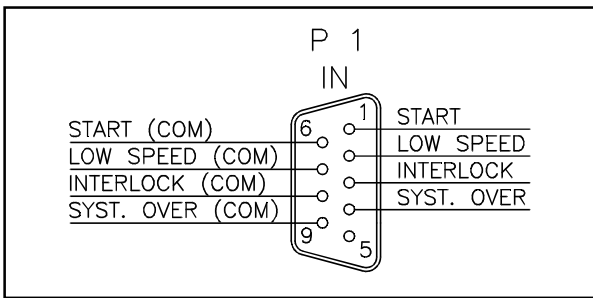 P 1
IN
6
1
START (COM)
START
LOW SPEED (COM)
LOW SPEED
INTERLOCK (COM)
INTERLOCK
SYST. OVER (COM)
SYST. OVER
9
5